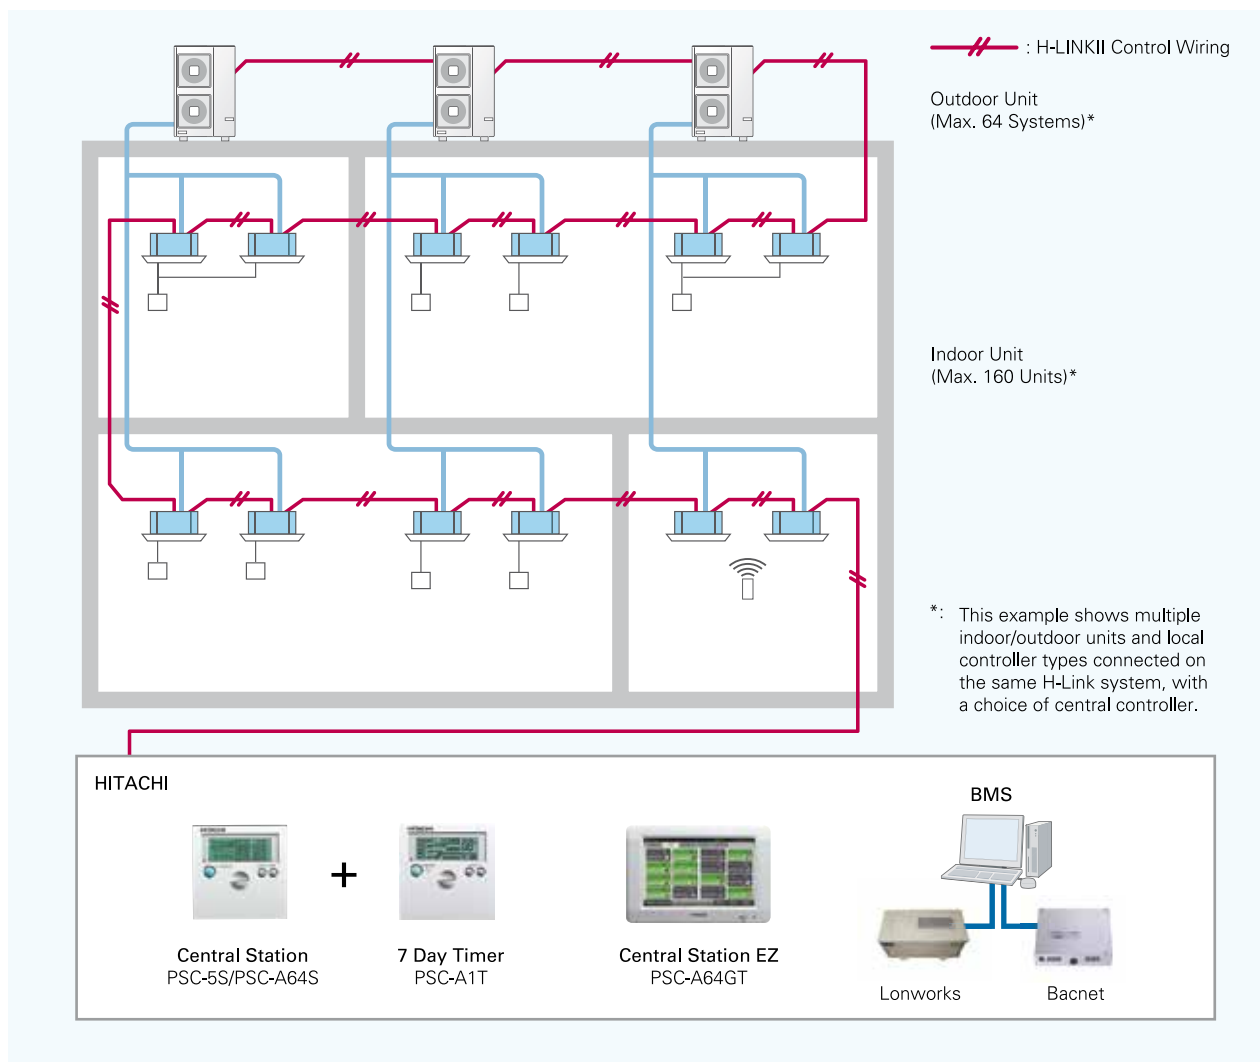 : H-LINKII Control Wiring
Outdoor Unit
(Max. 64 Systems)*
Indoor Unit
(Max. 160 Units)*
*: This example shows multiple
indoor/outdoor units and local
controller types connected on
the same H-Link system, with
a choice of central controller.
HITACHI
BMS
+
Central Station
PSC-5S/PSC-A64S
7 Day Timer
PSC-A1T
Central Station EZ
PSC-A64GT
Lonworks
Bacnet